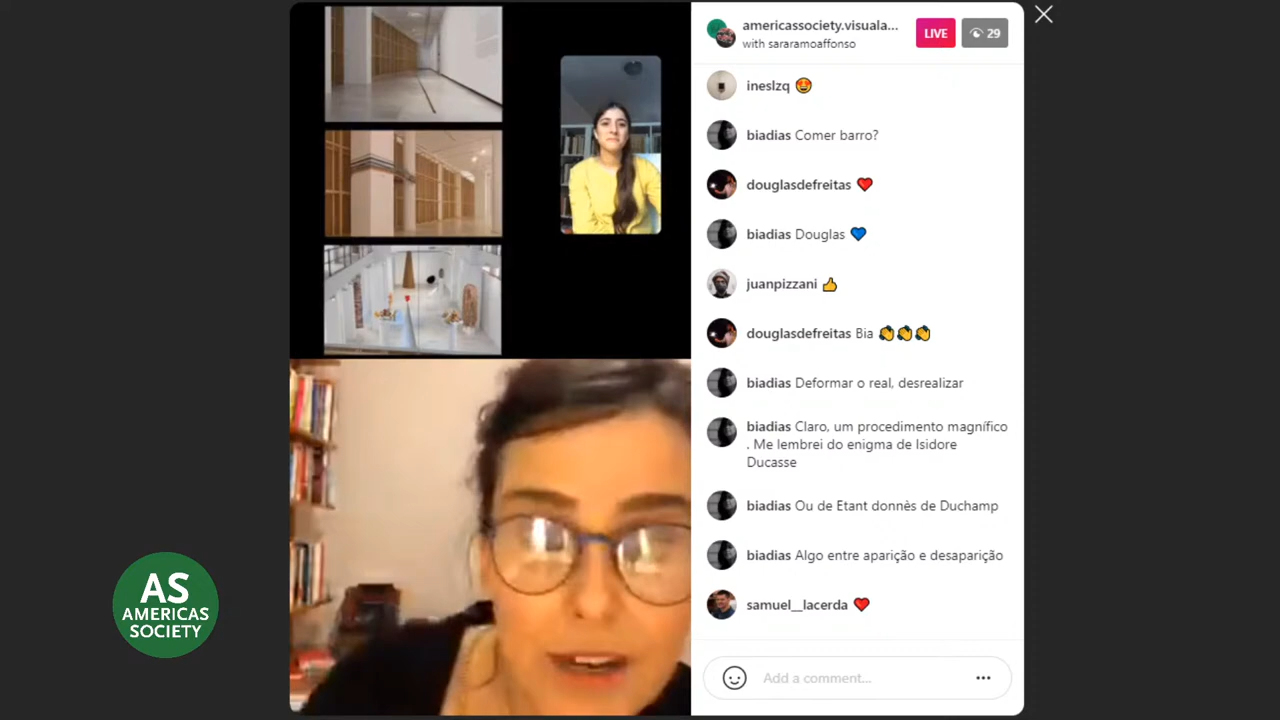 americassociety.visuala...
with sararamoaffonso
LIVE
29
ineslzq 🤩
biadias Comer barro?
douglasdefreitas ❤️
biadias Douglas 💙
juanpizzani 👍
douglasdefreitas Bia 👏👏👏
biadias Deformar o real, desrealizar
biadias Claro, um procedimento magnífico
. Me lembrei do enigma de Isidore
Ducasse
biadias Ou de Etant donnès de Duchamp
biadias Algo entre aparição e desaparição
samuel__lacerda ❤️
Add a comment...
AS
AMERICAS
SOCIETY